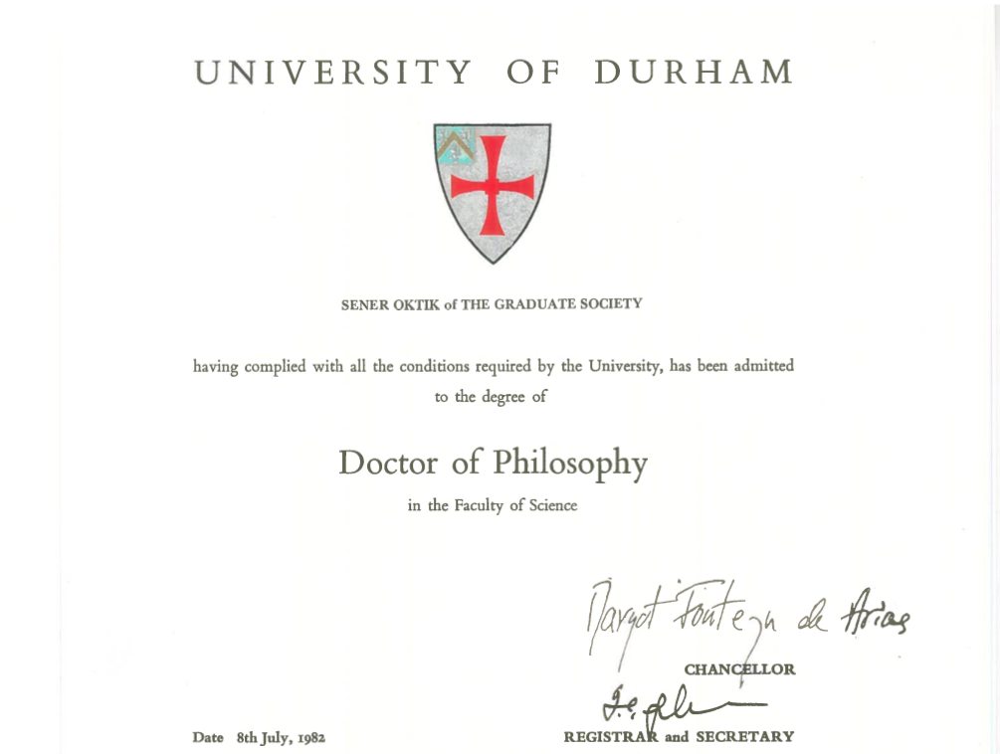 UNIVERSITY OF DURHAM
SENER OKTIK of THE GRADUATE SOCIETY
having complied with all the conditions required by the University, has been admitted
to the degree of
Doctor of Philosophy
in the Faculty of Science
Margot Fonteyn de Arias
CHANCELLOR
REGISTRAR and SECRETARY
Date 8th July, 1982